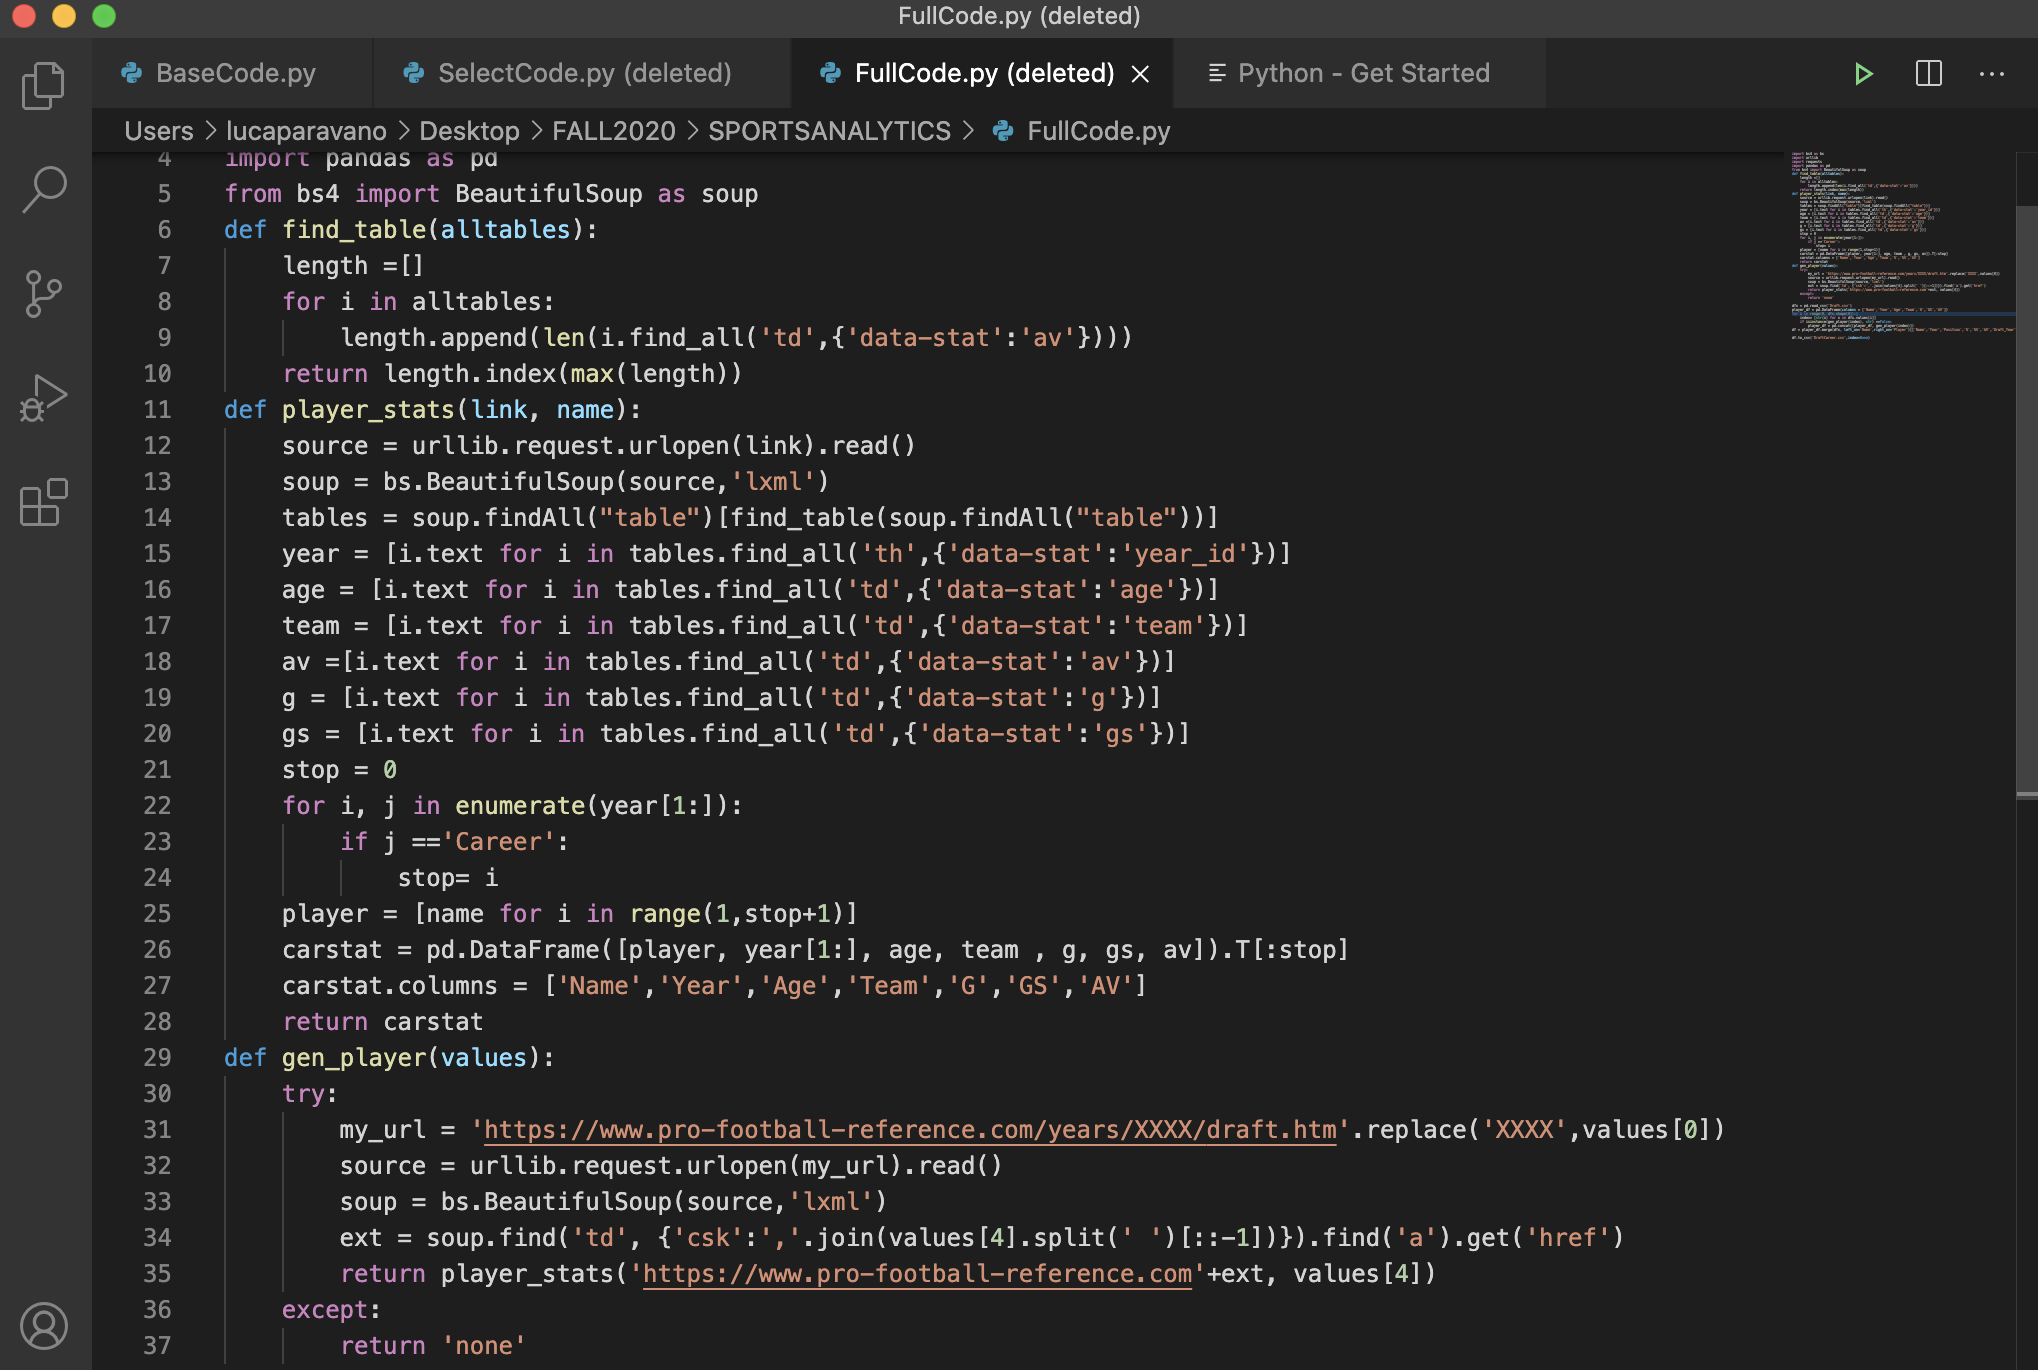 FullCode.py (deleted)
BaseCode.py
SelectCode.py (deleted)
FullCode.py (deleted)
Python - Get Started
Users > lucaparavano > Desktop > FALL2020 > SPORTSANALYTICS > FullCode.py
4 import pandas as pd
5 from bs4 import BeautifulSoup as soup
6 def find_table(alltables):
7     length =[]
8     for i in alltables:
9         length.append(len(i.find_all('td',{'data-stat':'av'})))
10     return length.index(max(length))
11 def player_stats(link, name):
12     source = urllib.request.urlopen(link).read()
13     soup = bs.BeautifulSoup(source,'lxml')
14     tables = soup.findAll("table")[find_table(soup.findAll("table"))]
15     year = [i.text for i in tables.find_all('th',{'data-stat':'year_id'})]
16     age = [i.text for i in tables.find_all('td',{'data-stat':'age'})]
17     team = [i.text for i in tables.find_all('td',{'data-stat':'team'})]
18     av =[i.text for i in tables.find_all('td',{'data-stat':'av'})]
19     g = [i.text for i in tables.find_all('td',{'data-stat':'g'})]
20     gs = [i.text for i in tables.find_all('td',{'data-stat':'gs'})]
21     stop = 0
22     for i, j in enumerate(year[1:]):
23         if j =='Career':
24             stop= i
25     player = [name for i in range(1,stop+1)]
26     carstat = pd.DataFrame([player, year[1:], age, team , g, gs, av]).T[:stop]
27     carstat.columns = ['Name','Year','Age','Team','G','GS','AV']
28     return carstat
29 def gen_player(values):
30     try:
31         my_url = 'https://www.pro-football-reference.com/years/XXXX/draft.htm'.replace('XXXX',values[0])
32         source = urllib.request.urlopen(my_url).read()
33         soup = bs.BeautifulSoup(source,'lxml')
34         ext = soup.find('td', {'csk':','.join(values[4].split(' ')[::-1])}).find('a').get('href')
35         return player_stats('https://www.pro-football-reference.com'+ext, values[4])
36     except:
37         return 'none'